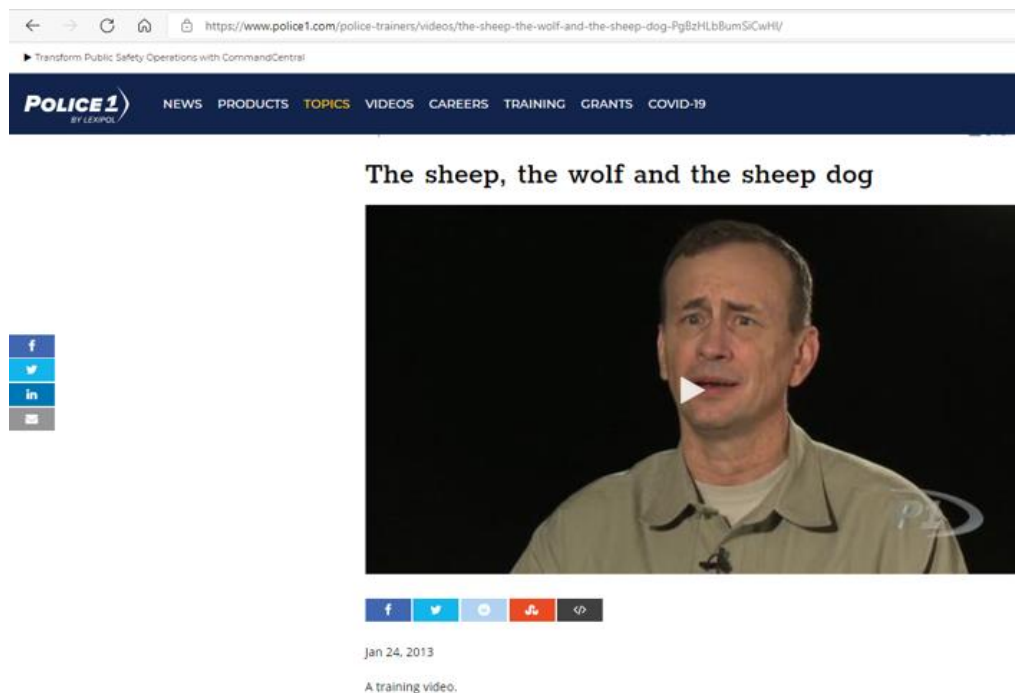 https://www.police1.com/police-trainers/videos/the-sheep-the-wolf-and-the-sheep-dog-PgBzHLbBumSiCwHI/
Transform Public Safety Operations with CommandCentral
POLICE1
BY LEXIPOL
NEWS PRODUCTS TOPICS VIDEOS CAREERS TRAINING GRANTS COVID-19
The sheep, the wolf and the sheep dog
P1
f
in
f
Jan 24, 2013
A training video.